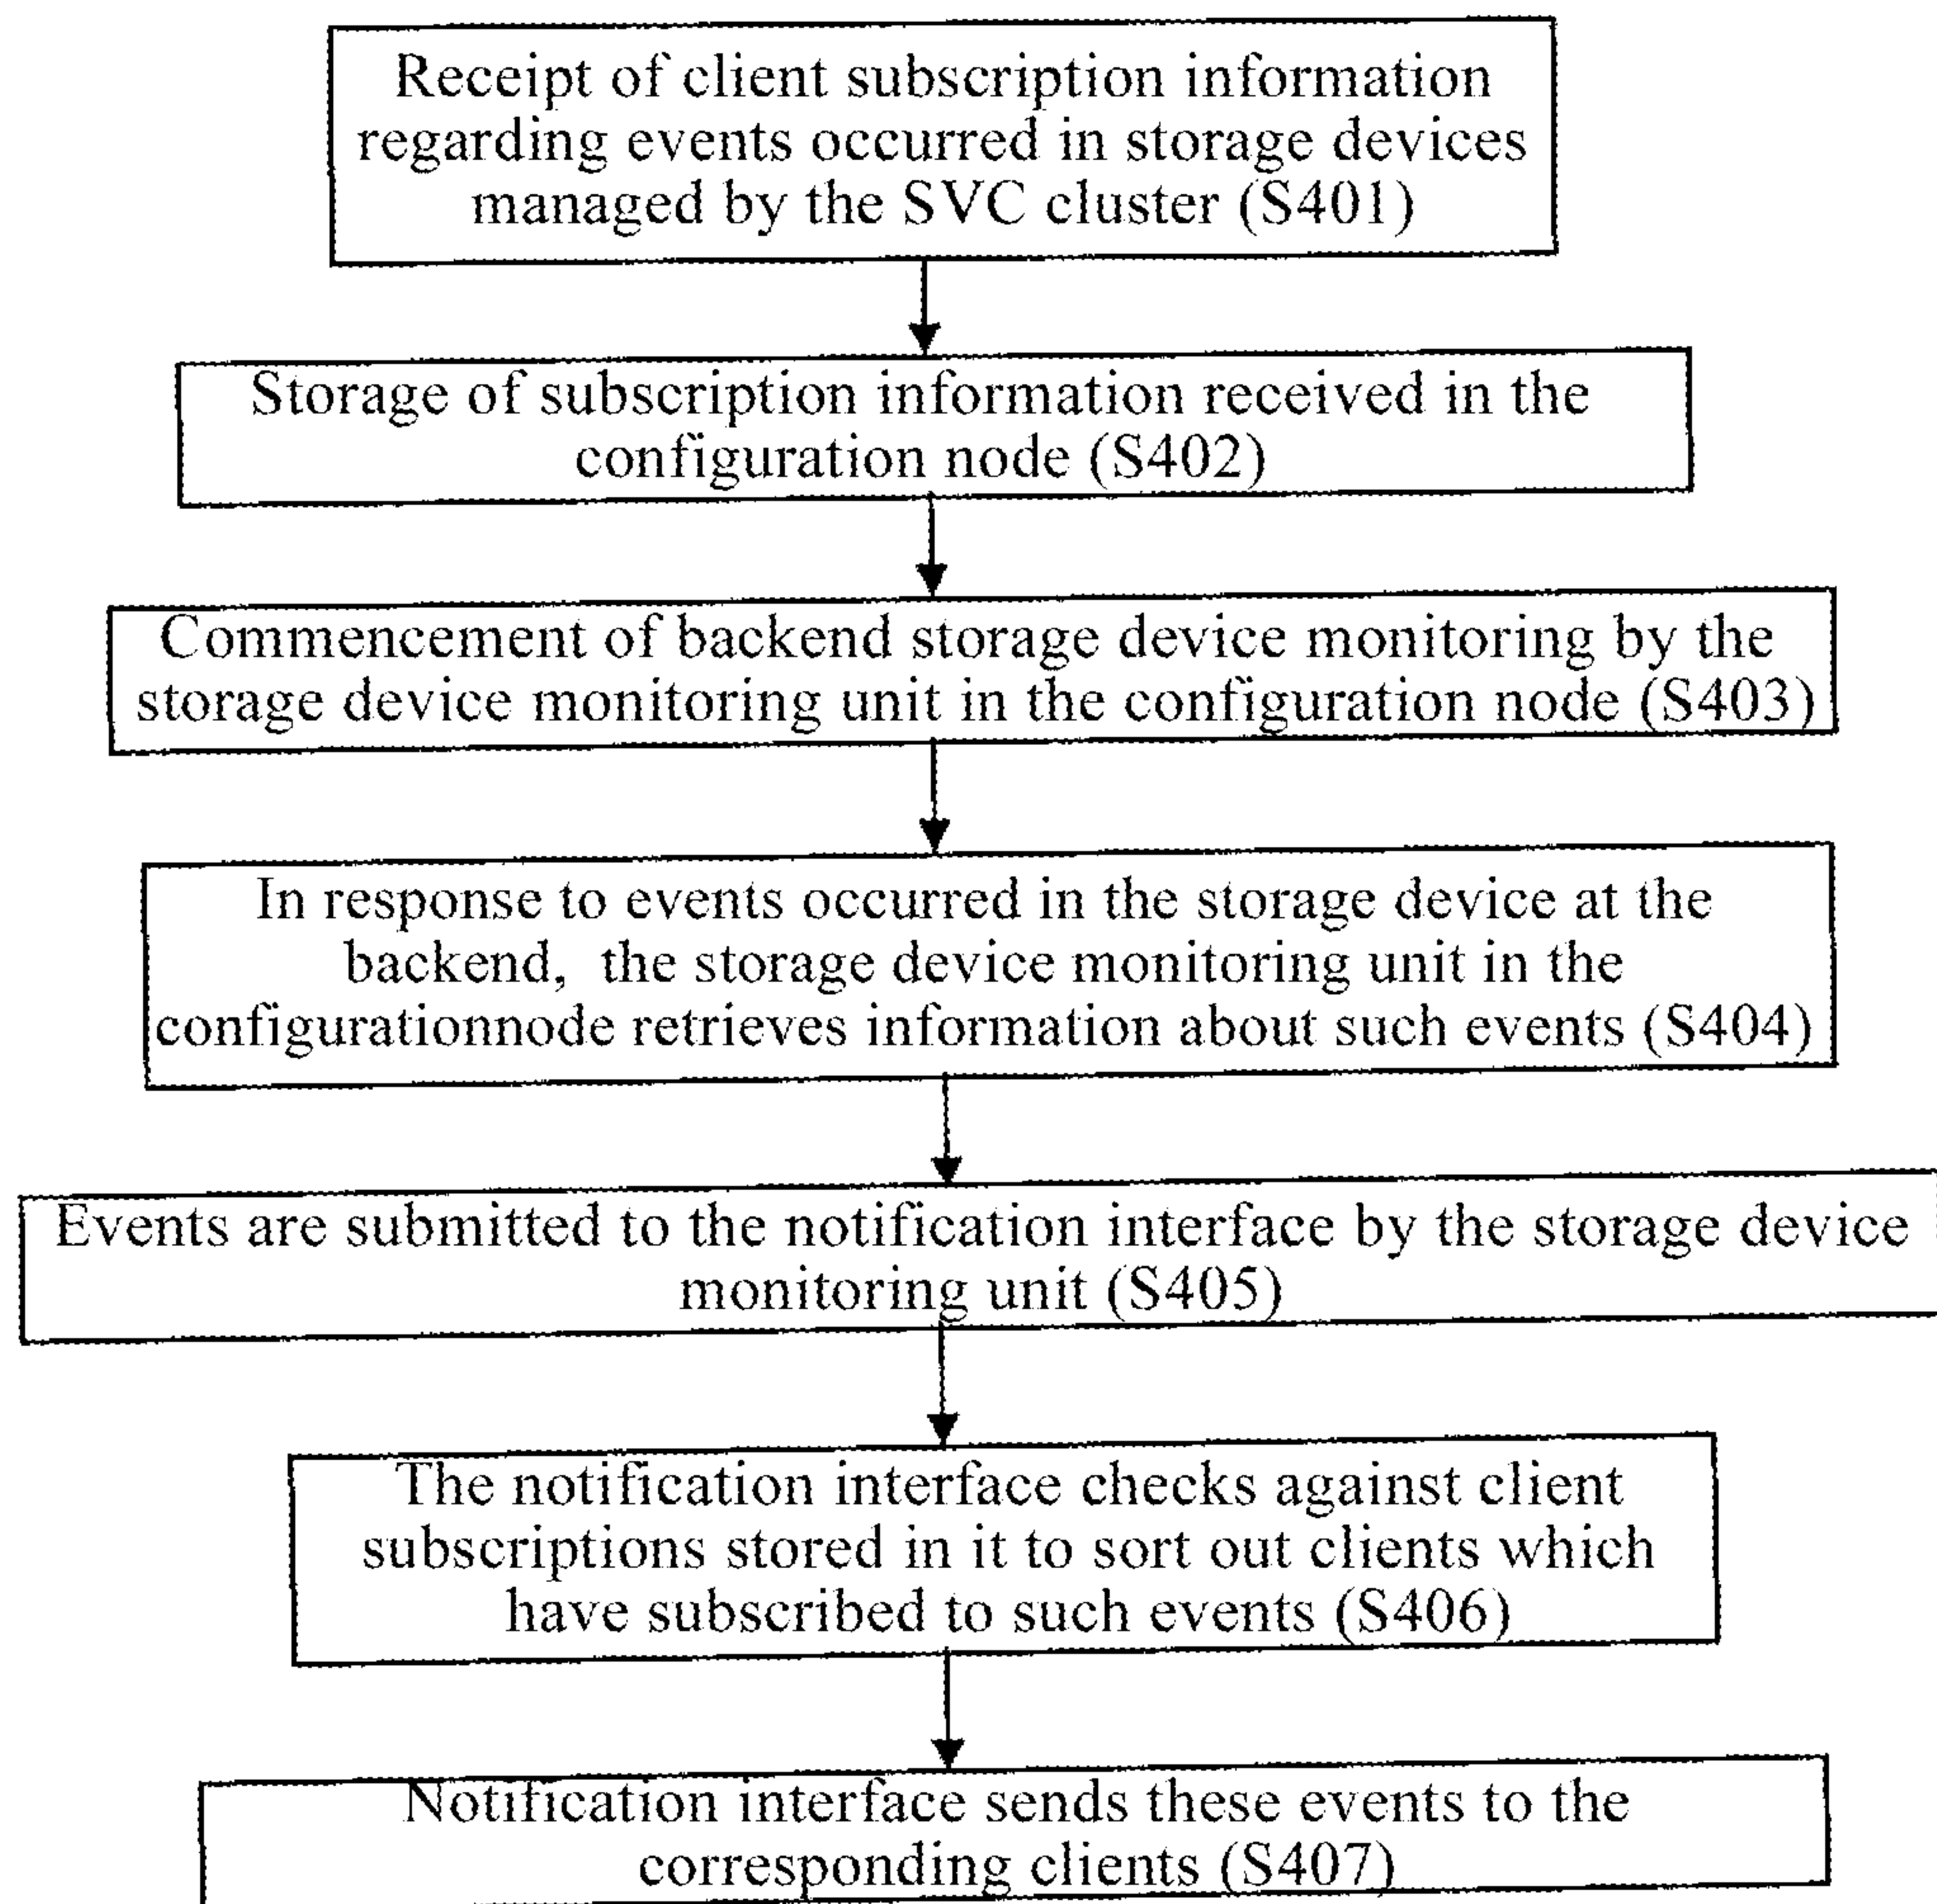 Receipt of client subscription information
regarding events occurred in storage devices
managed by the SVC cluster (S401)
Storage of subscription information received in the
configuration node (S402)
Commencement of backend storage device monitoring by the
storage device monitoring unit in the configuration node (S403)
In response to events occurred in the storage device at the
backend, the storage device monitoring unit in the
configurationnode retrieves information about such events (S404)
Events are submitted to the notification interface by the storage device
monitoring unit (S405)
The notification interface checks against client
subscriptions stored in it to sort out clients which
have subscribed to such events (S406)
Notification interface sends these events to the
corresponding clients (S407)